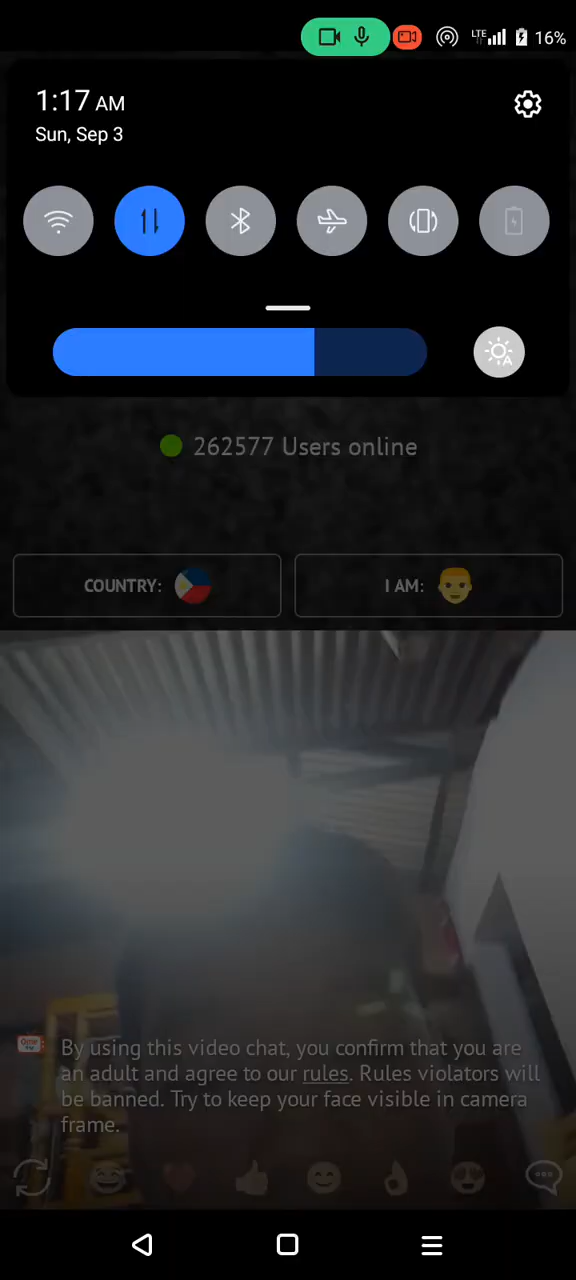 LTE 16%
1:17 AM
Sun, Sep 3
A
262577 Users online
COUNTRY:
I AM:
Ome
By using this video chat, you confirm that you are
an adult and agree to our rules. Rules violators will
be banned. Try to keep your face visible in camera
frame.